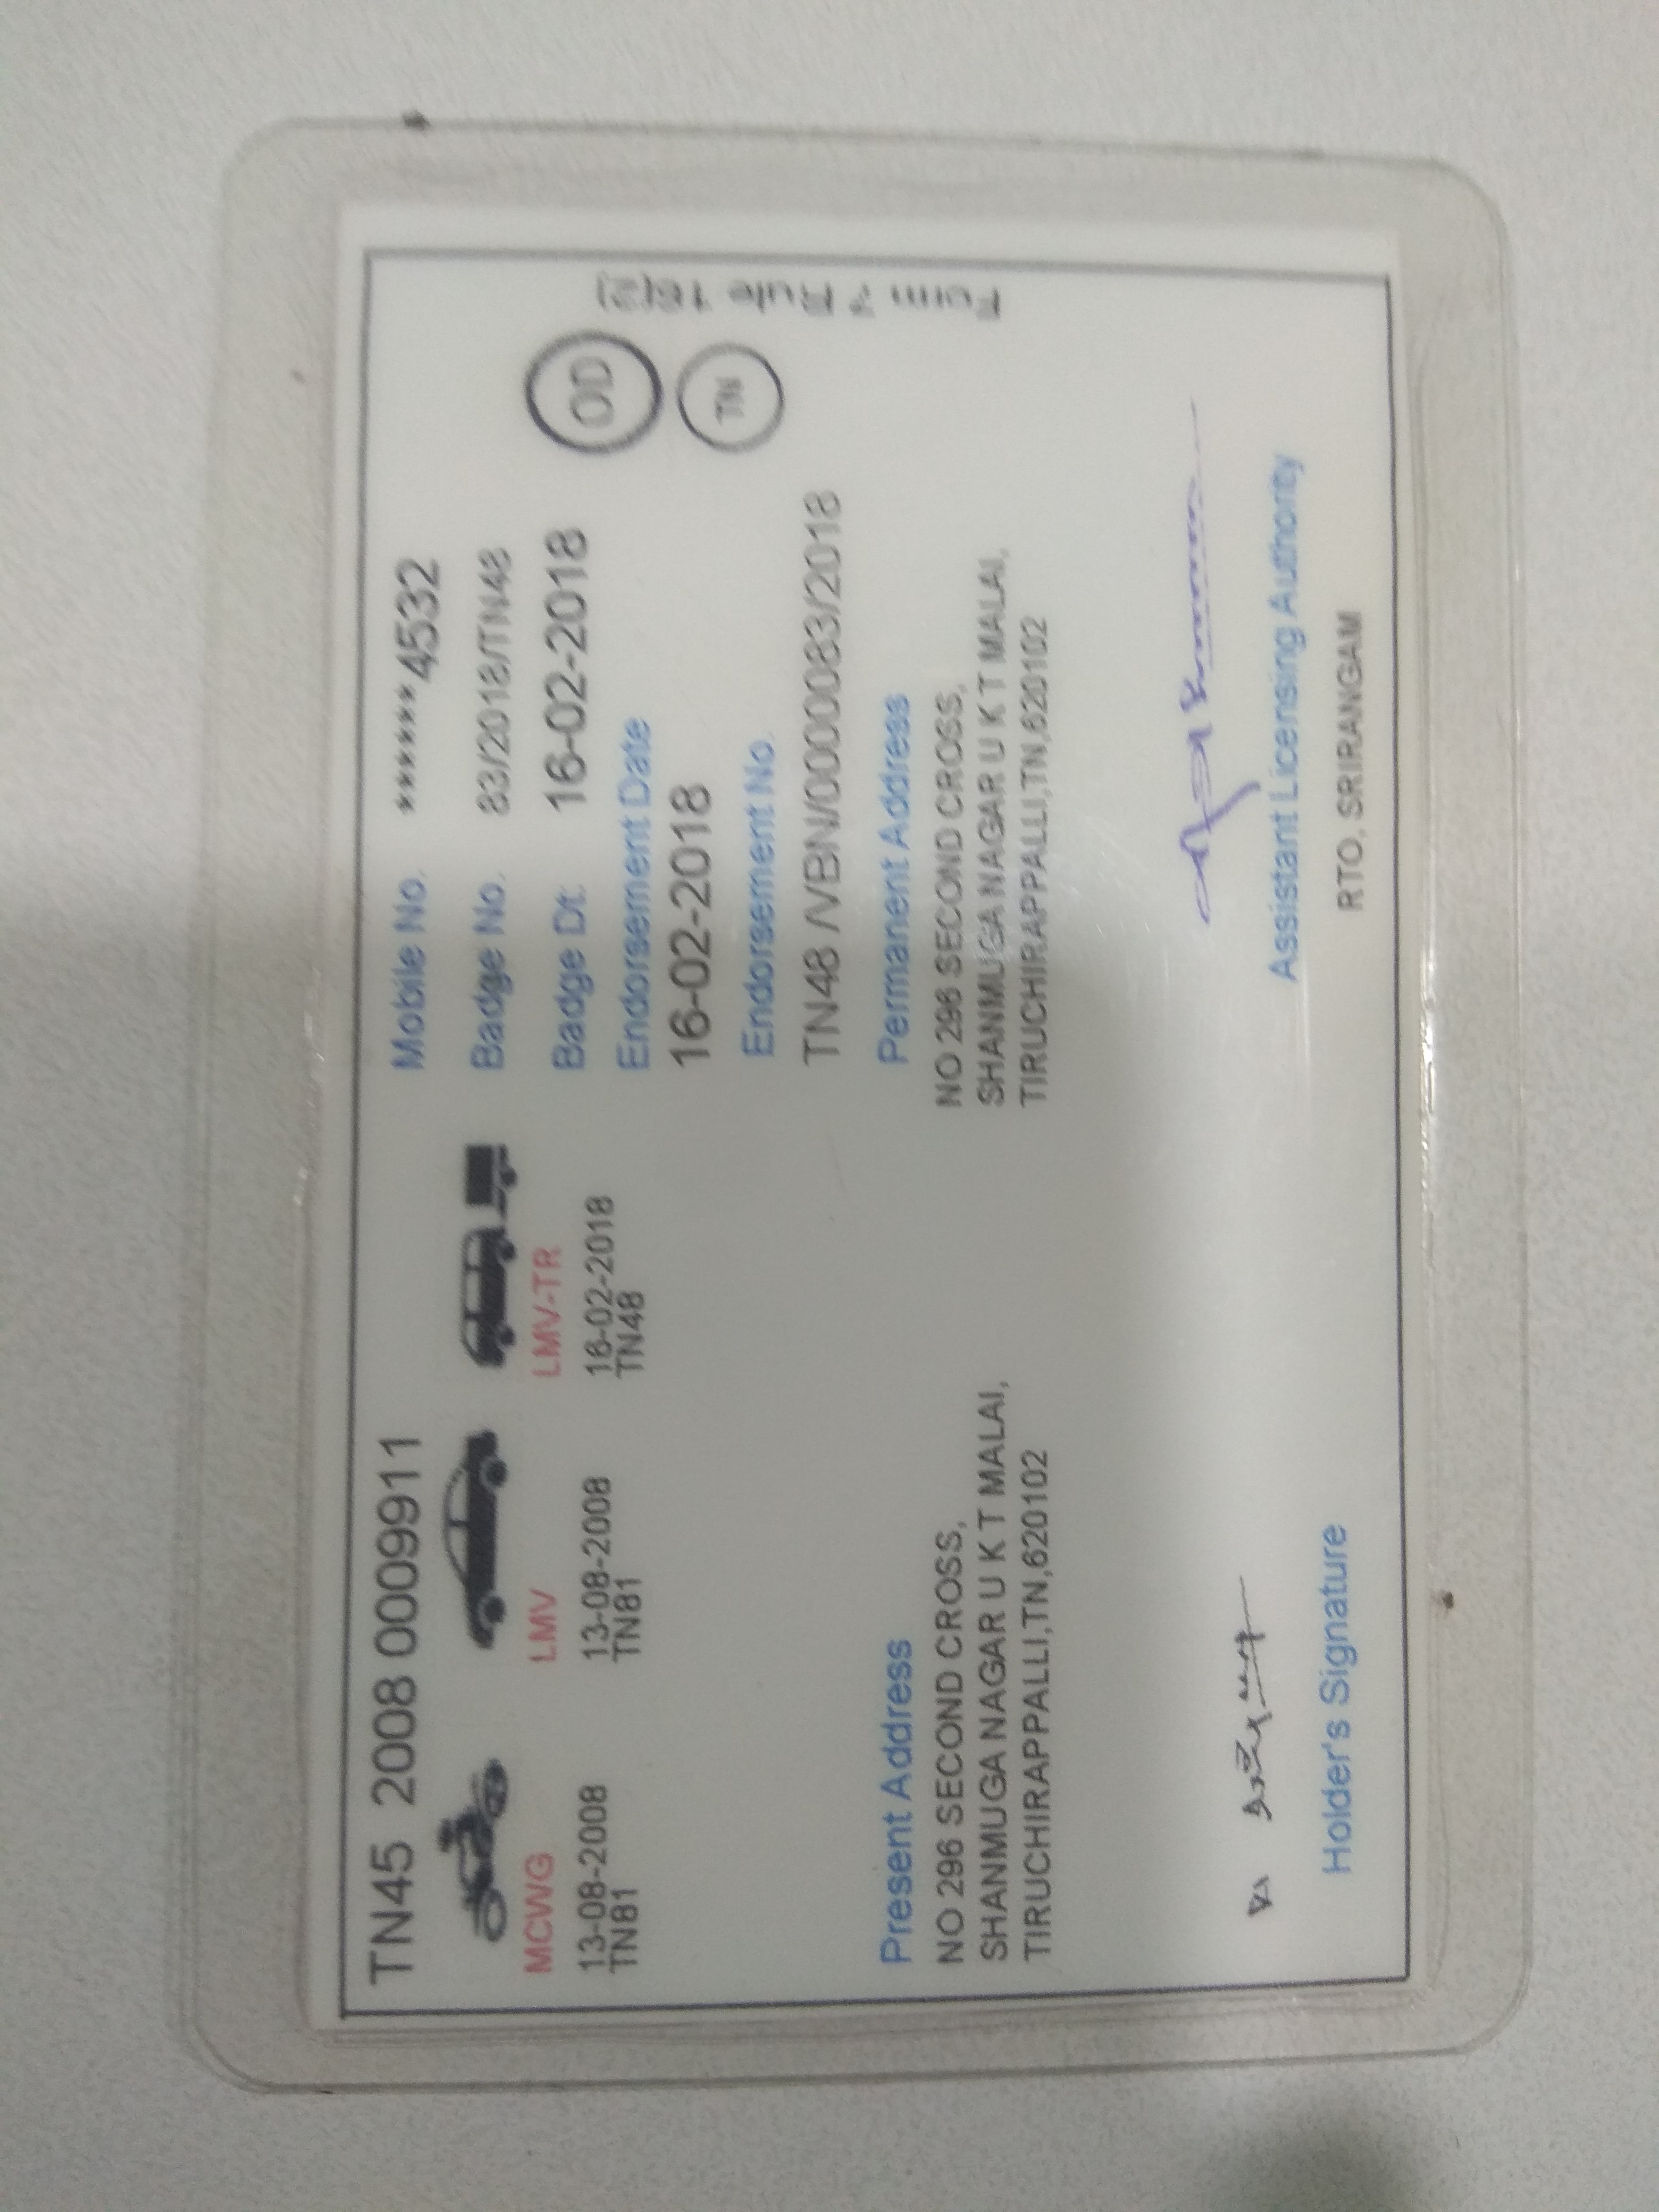 TN45 2008 0009911
MCWG
13-08-2008
TN81
LMV
13-08-2008
TN81
LMV-TR
16-02-2018
TN48
Mobile No. *******4532
Badge No. 83/2018/TN48
Badge Dt. 16-02-2018
Endorsement Date
16-02-2018
Endorsement No.
TN48 /VBN/0000083/2018
OD
TN
Form 7 Rule 16(2)
Present Address
NO 296 SECOND CROSS,
SHANMUGA NAGAR U K T MALAI,
TIRUCHIRAPPALLI,TN,620102
Permanent Address
NO 296 SECOND CROSS,
SHANMUGA NAGAR U K T MALAI,
TIRUCHIRAPPALLI,TN,620102
Holder's Signature
Assistant Licensing Authority
RTO, SRIRANGAM